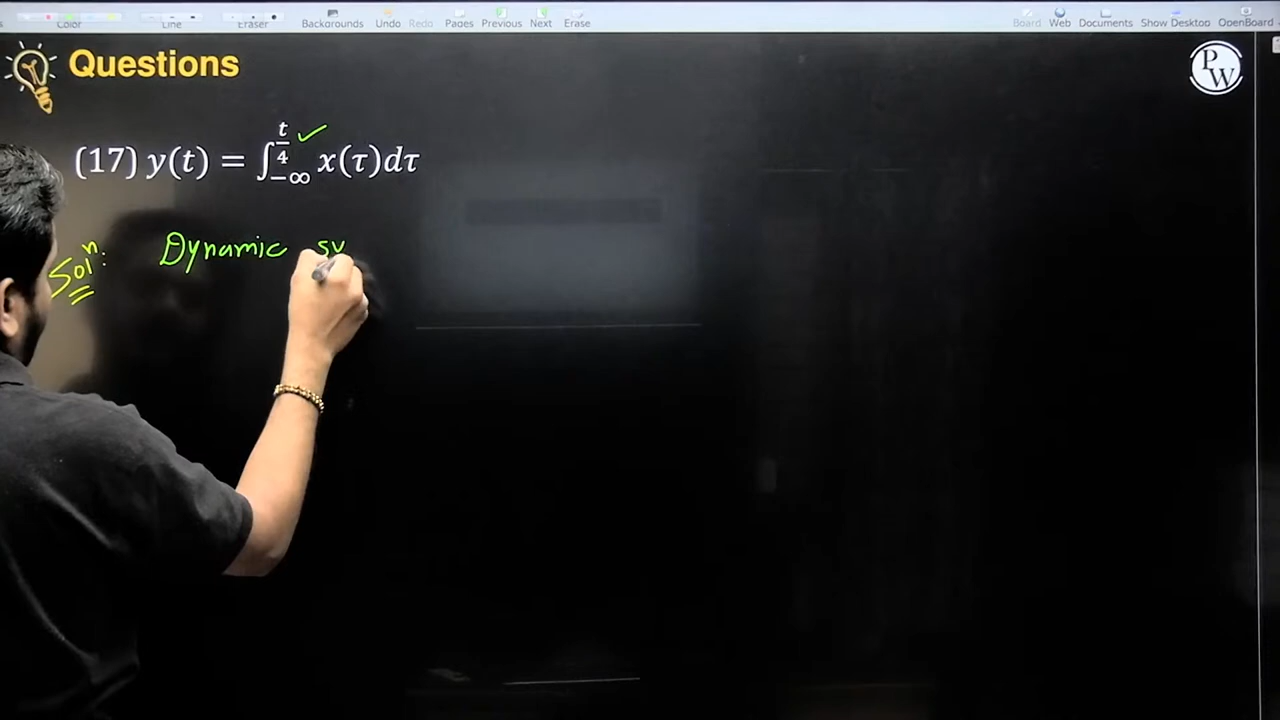 Color Line Eraser Backgrounds Undo Redo Pages Previous Next Erase Board Web Documents Show Desktop OpenBoard
Questions
PW
(17) y(t) = ∫_{-∞}^{t/4} x(τ)dτ
Solⁿ: Dynamic sy